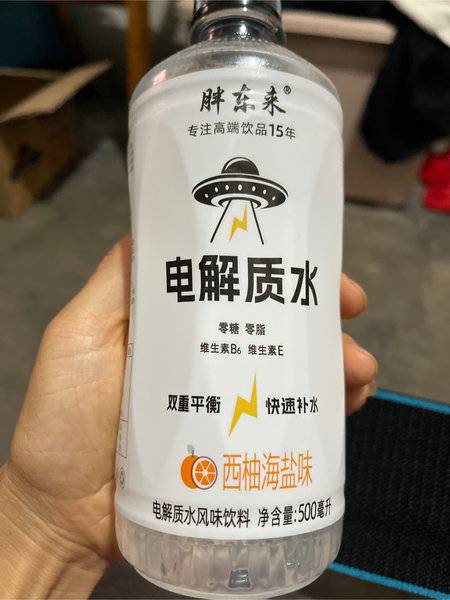 胖东来®
专注高端饮品15年
电解质水
零糖 零脂
维生素B₆ 维生素E
双重平衡 快速补水
西柚海盐味
电解质水风味饮料 净含量:500毫升